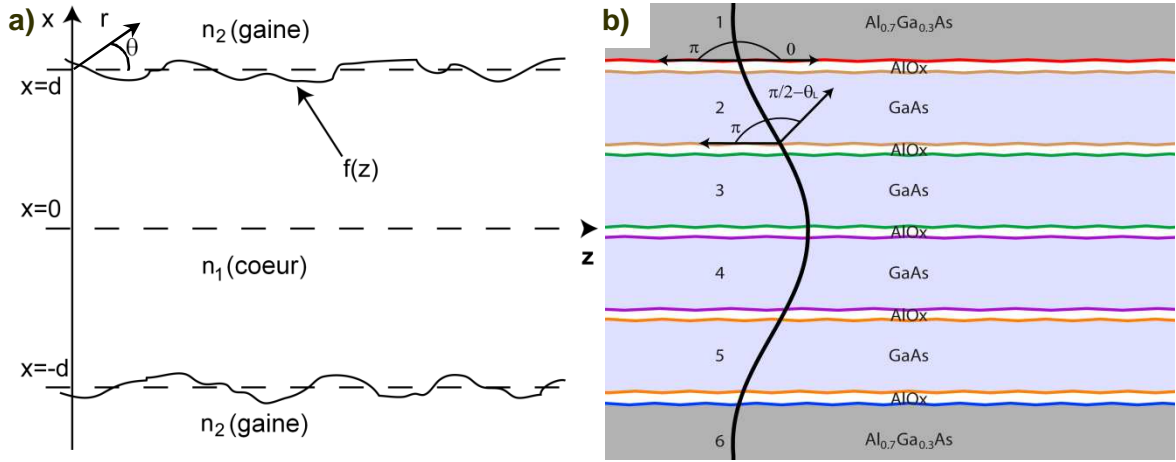 a)
x
r
θ
n2 (gaine)
x=d
f(z)
x=0
z
n1 (coeur)
x=-d
n2 (gaine)
b)
1
Al0.7Ga0.3As
π
0
AlOx
2
π/2−θL
GaAs
π
AlOx
3
GaAs
AlOx
4
GaAs
AlOx
5
GaAs
AlOx
6
Al0.7Ga0.3As